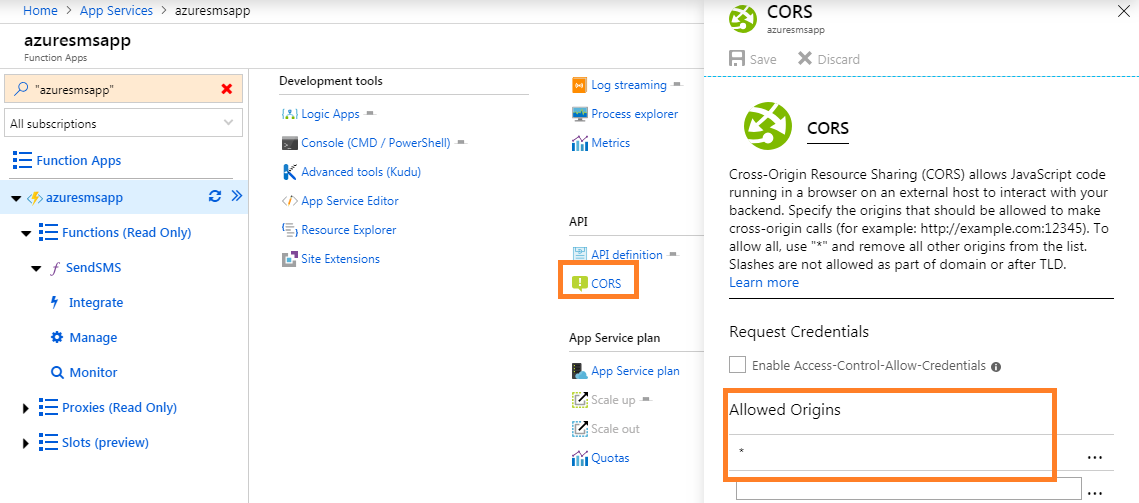 Home > App Services > azuresmsapp
azuresmsapp
Function Apps
"azuresmsapp"
All subscriptions
Function Apps
azuresmsapp
Functions (Read Only)
f SendSMS
Integrate
Manage
Monitor
Proxies (Read Only)
Slots (preview)
Development tools
Logic Apps
Console (CMD / PowerShell)
Advanced tools (Kudu)
App Service Editor
Resource Explorer
Site Extensions
Log streaming
Process explorer
Metrics
API
API definition
CORS
App Service plan
App Service plan
Scale up
Scale out
Quotas
CORS
azuresmsapp
Save Discard
CORS
Cross-Origin Resource Sharing (CORS) allows JavaScript code
running in a browser on an external host to interact with your
backend. Specify the origins that should be allowed to make
cross-origin calls (for example: http://example.com:12345). To
allow all, use "*" and remove all other origins from the list.
Slashes are not allowed as part of domain or after TLD.
Learn more
Request Credentials
Enable Access-Control-Allow-Credentials
Allowed Origins
* ...
...